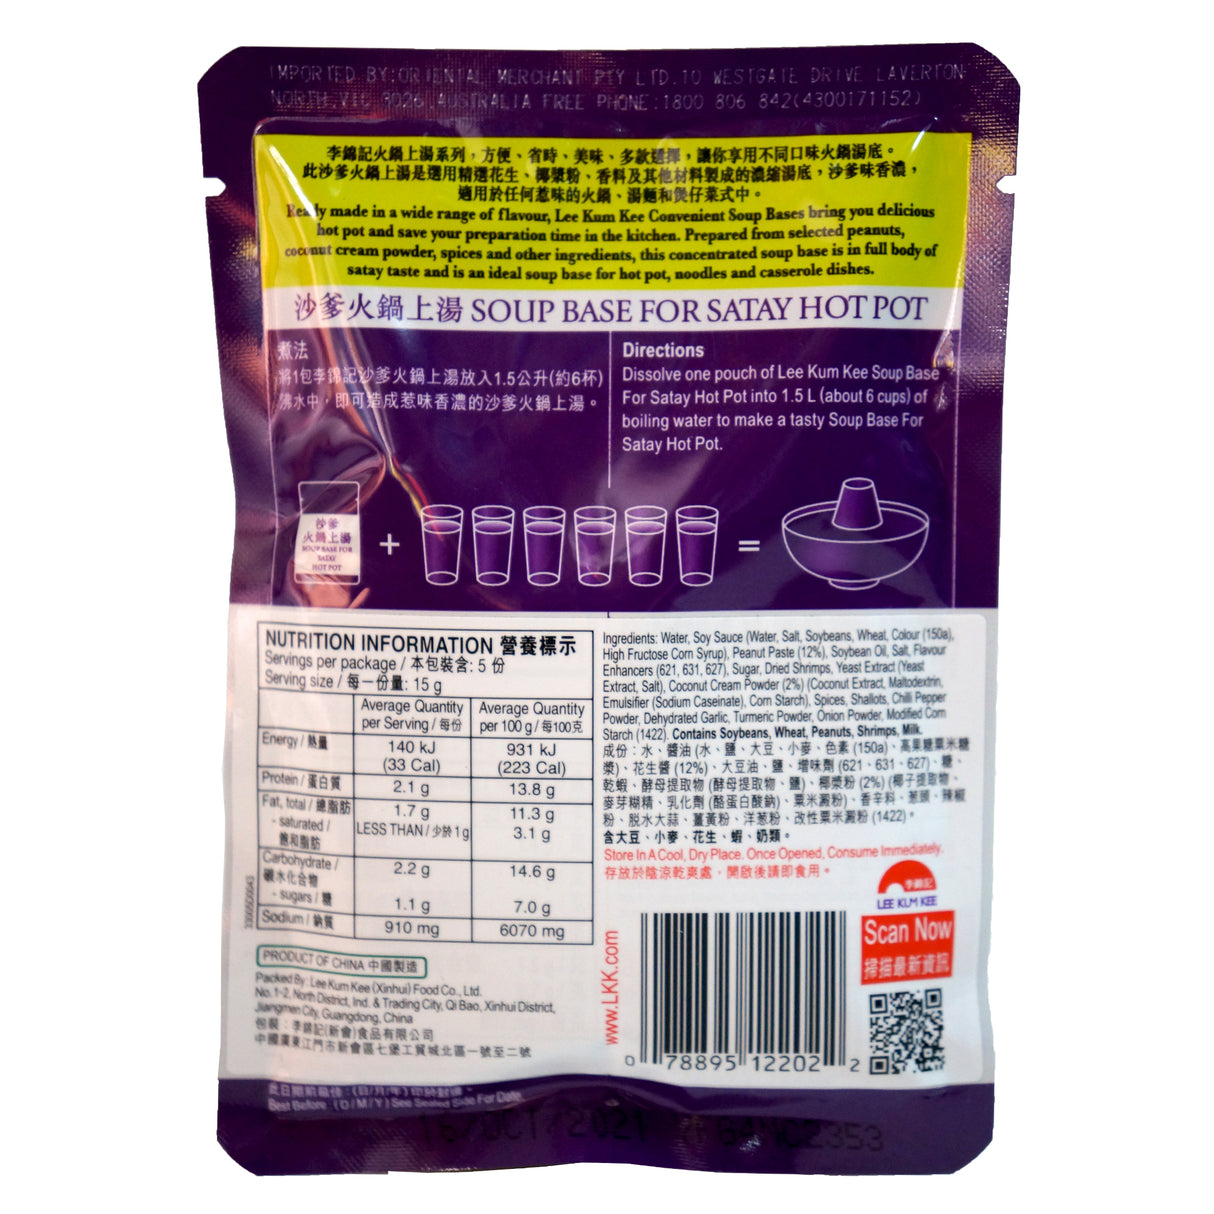 IMPORTED BY:ORIENTAL MERCHANT PTY LTD.10 WESTGATE DRIVE LAVERTON
NORTH,VIC 3026,AUSTRALIA FREE PHONE:1800 806 842(4300171152)
李錦記火鍋上湯系列，方便、省時、美味、多款選擇，讓你享用不同口味火鍋湯底。
此沙爹火鍋上湯是選用精選花生、椰漿粉、香料及其他材料製成的濃縮湯底，沙爹味香濃，
適用於任何惹味的火鍋、湯麵和煲仔菜式中。
Ready made in a wide range of flavour, Lee Kum Kee Convenient Soup Bases bring you delicious
hot pot and save your preparation time in the kitchen. Prepared from selected peanuts,
coconut cream powder, spices and other ingredients, this concentrated soup base is in full body of
satay taste and is an ideal soup base for hot pot, noodles and casserole dishes.
沙爹火鍋上湯 SOUP BASE FOR SATAY HOT POT
煮法
將1包李錦記沙爹火鍋上湯放入1.5公升(約6杯)
沸水中，即可造成惹味香濃的沙爹火鍋上湯。
Directions
Dissolve one pouch of Lee Kum Kee Soup Base
For Satay Hot Pot into 1.5 L (about 6 cups) of
boiling water to make a tasty Soup Base For
Satay Hot Pot.
沙爹
火鍋上湯
SOUP BASE FOR
SATAY
HOT POT
+
=
NUTRITION INFORMATION 營養標示
Servings per package / 本包裝含: 5 份
Serving size / 每一份量: 15 g
Average Quantity per Serving / 每份
Average Quantity per 100 g / 每100克
Energy / 熱量 140 kJ 931 kJ
(33 Cal) (223 Cal)
Protein / 蛋白質 2.1 g 13.8 g
Fat, total / 總脂肪 1.7 g 11.3 g
- saturated / LESS THAN / 少於 1 g 3.1 g
飽和脂肪
Carbohydrate / 2.2 g 14.6 g
碳水化合物
- sugars / 糖 1.1 g 7.0 g
Sodium / 鈉質 910 mg 6070 mg
PRODUCT OF CHINA 中國製造
Packed By: Lee Kum Kee (Xinhui) Food Co., Ltd.
No. 1-2, North District, Ind. & Trading City, Qi Bao, Xinhui District,
Jiangmen City, Guangdong, China
包裝：李錦記(新會)食品有限公司
中國廣東江門市新會區七堡工貿城北區一號至二號
Ingredients: Water, Soy Sauce (Water, Salt, Soybeans, Wheat, Colour (150a),
High Fructose Corn Syrup), Peanut Paste (12%), Soybean Oil, Salt, Flavour
Enhancers (621, 631, 627), Sugar, Dried Shrimps, Yeast Extract (Yeast
Extract, Salt), Coconut Cream Powder (2%) (Coconut Extract, Maltodextrin,
Emulsifier (Sodium Caseinate), Corn Starch), Spices, Shallots, Chilli Pepper
Powder, Dehydrated Garlic, Turmeric Powder, Onion Powder, Modified Corn
Starch (1422). Contains Soybeans, Wheat, Peanuts, Shrimps, Milk.
成份：水、醬油 (水、鹽、大豆、小麥、色素 (150a)、高果糖粟米糖
漿)、花生醬 (12%)、大豆油、鹽、增味劑 (621、631、627)、糖、
乾蝦、酵母提取物 (酵母提取物、鹽)、椰漿粉 (2%) (椰子提取物、
麥芽糊精、乳化劑 (酪蛋白酸鈉)、粟米澱粉)、香辛料、蔥頭、辣椒
粉、脱水大蒜、薑黃粉、洋葱粉、改性粟米澱粉 (1422)。
含大豆、小麥、花生、蝦、奶類。
Store In A Cool, Dry Place. Once Opened, Consume Immediately.
存放於陰涼乾爽處，開啟後請即食用。
李錦記
LEE KUM KEE
Scan Now
掃描最新資訊
www.LKK.com
0 78895 12202 2
此日期前最佳：(日/月/年) 印於封邊。
Best Before : (D / M / Y) See Sealed Side For Date.
16/OCT/2021